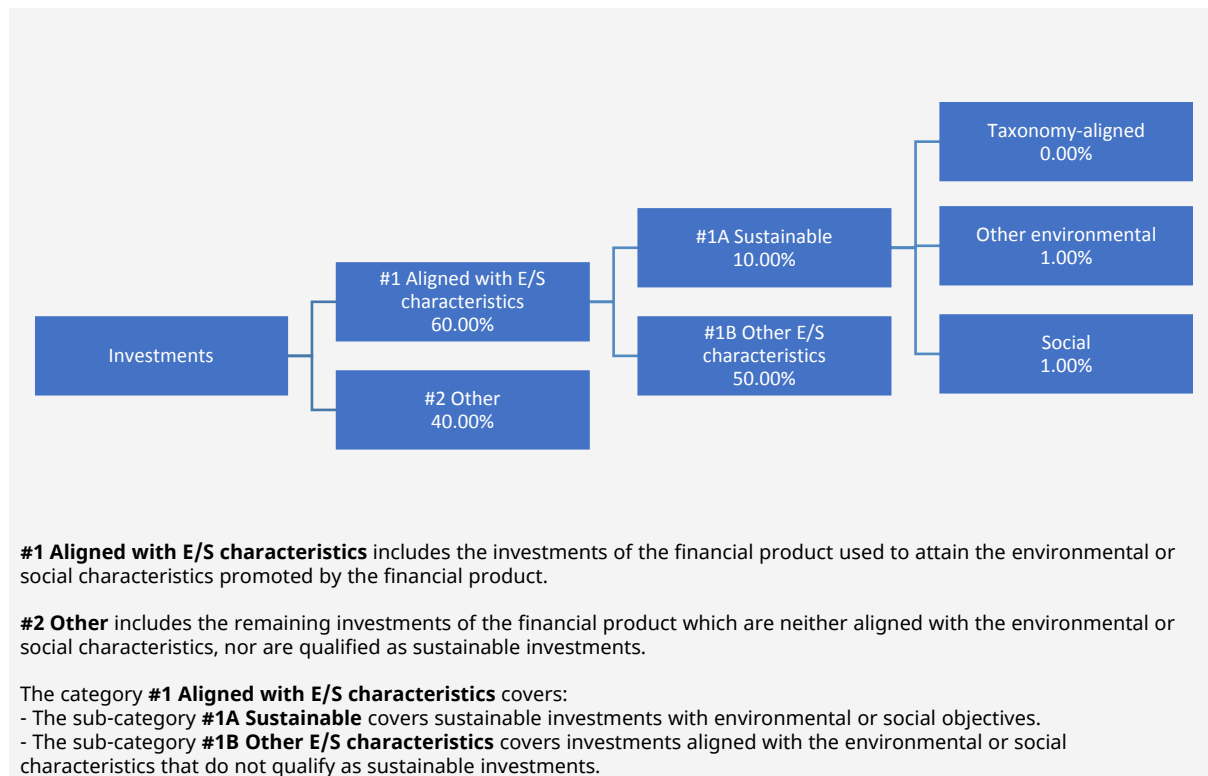 Investments
#1 Aligned with E/S
characteristics
60.00%
#2 Other
40.00%
#1A Sustainable
10.00%
#1B Other E/S
characteristics
50.00%
Taxonomy-aligned
0.00%
Other environmental
1.00%
Social
1.00%
#1 Aligned with E/S characteristics includes the investments of the financial product used to attain the environmental or
social characteristics promoted by the financial product.
#2 Other includes the remaining investments of the financial product which are neither aligned with the environmental or
social characteristics, nor are qualified as sustainable investments.
The category #1 Aligned with E/S characteristics covers:
- The sub-category #1A Sustainable covers sustainable investments with environmental or social objectives.
- The sub-category #1B Other E/S characteristics covers investments aligned with the environmental or social
characteristics that do not qualify as sustainable investments.